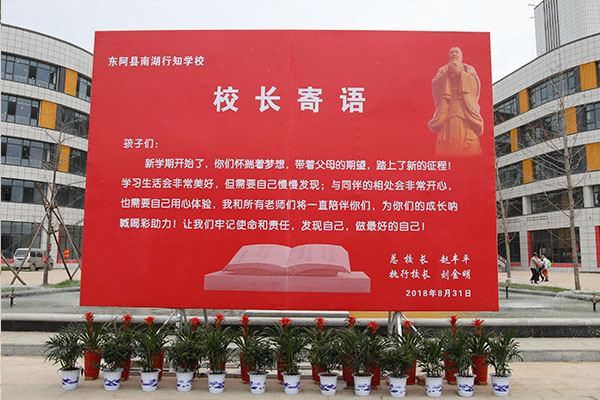 东阿县南湖行知学校
校长寄语
孩子们：
新学期开始了，你们怀揣着梦想，带着父母的期望，踏上了新的征程！
学习生活会非常美好，但需要自己慢慢发现；与同伴的相处会非常开心，
也需要自己用心体验，我和所有老师们将一直陪伴你们，为你们的成长呐
喊喝彩助力！让我们牢记使命和责任，发现自己，做最好的自己！
总校长 赵丰平
执行校长 刘金明
2018年8月31日